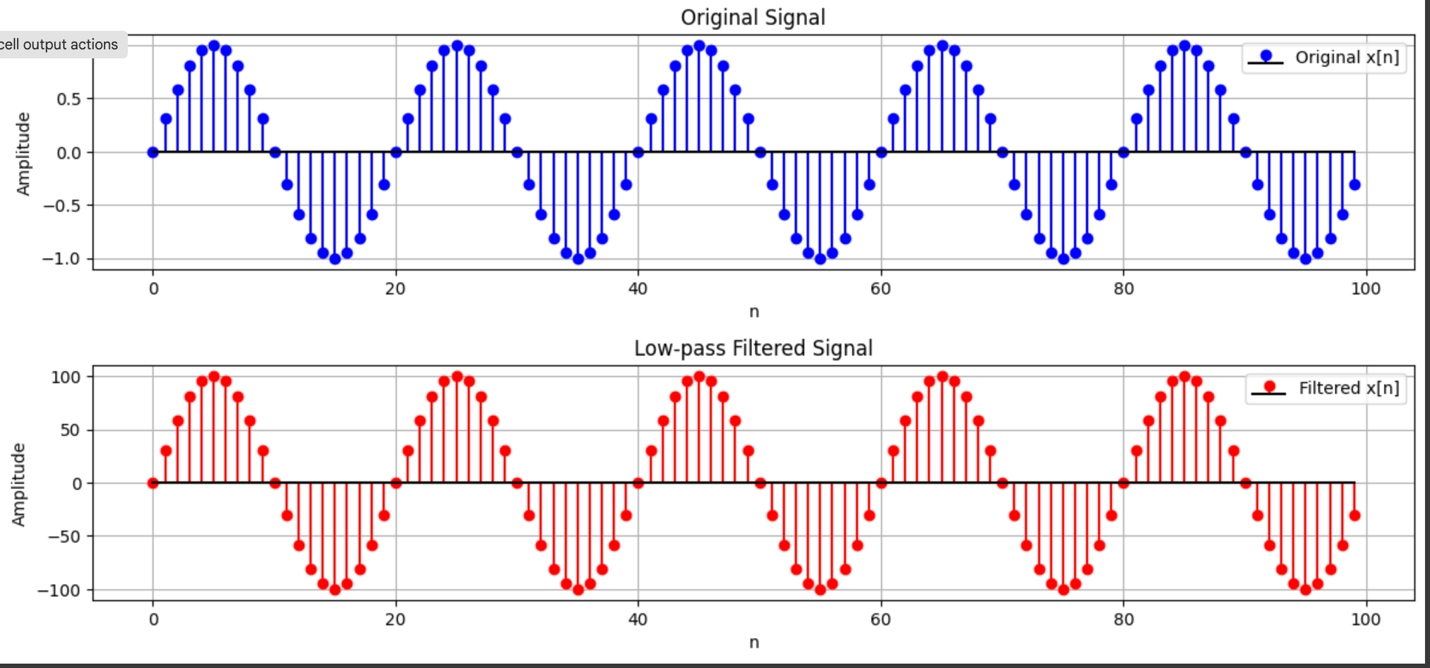 Original Signal
cell output actions
Original x[n]
0.5
0.0
−0.5
−1.0
Amplitude
0 20 40 60 80 100
n
Low-pass Filtered Signal
Filtered x[n]
100
50
0
−50
−100
Amplitude
0 20 40 60 80 100
n